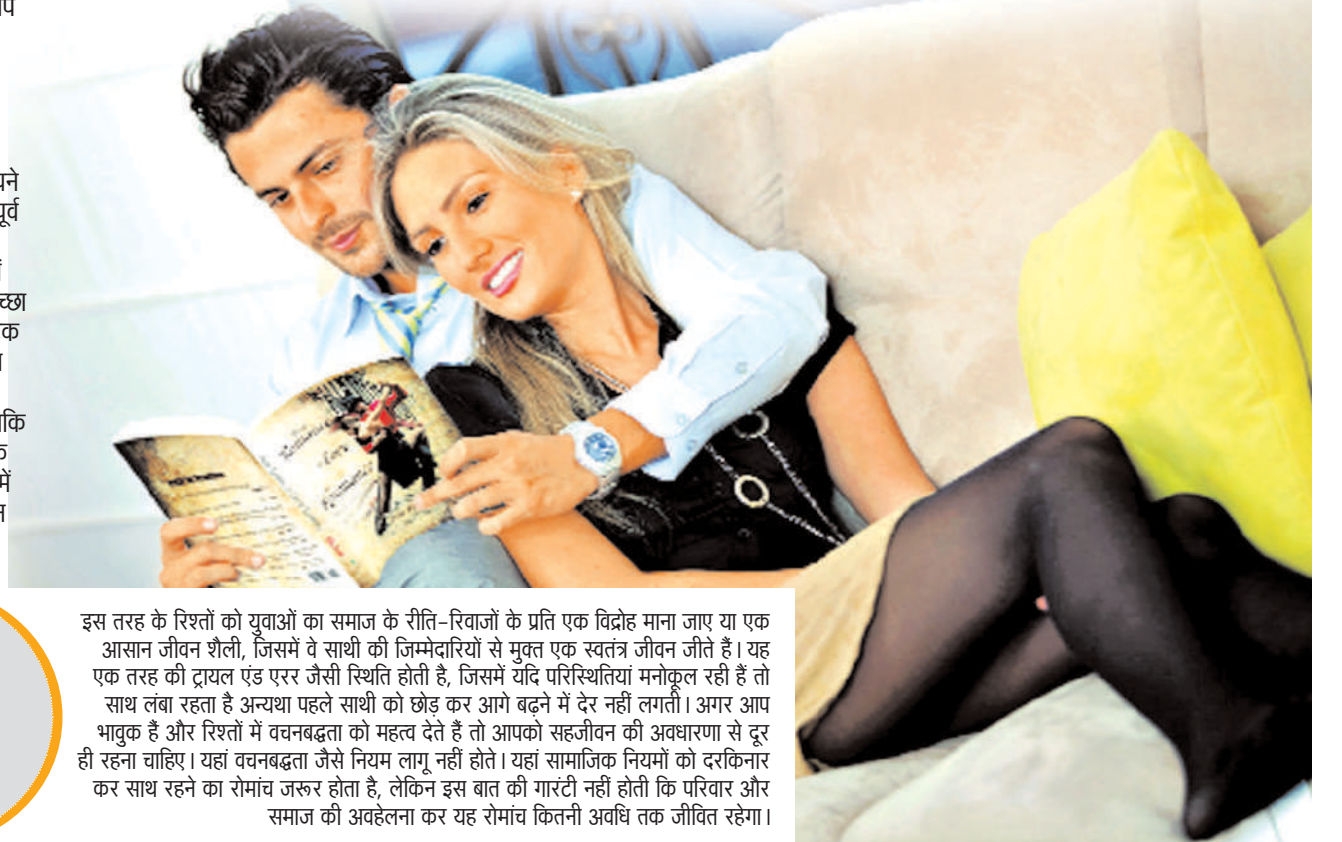 इस तरह के रिश्तों को युवाओं का समाज के रीति-रिवाजों के प्रति एक विद्रोह माना जाए या एक
आसान जीवन शैली, जिसमें वे साथी की जिम्मेदारियों से मुक्त एक स्वतंत्र जीवन जीते हैं। यह
एक तरह की ट्रायल एंड एरर जैसी स्थिति होती है, जिसमें यदि परिस्थितियां मनोकूल रही हैं तो
साथ लंबा रहता है अन्यथा पहले साथी को छोड़ कर आगे बढ़ने में देर नहीं लगती। अगर आप
भावुक हैं और रिश्तों में वचनबद्धता को महत्व देते हैं तो आपको सहजीवन की अवधारणा से दूर
ही रहना चाहिए। यहां वचनबद्धता जैसे नियम लागू नहीं होते। यहां सामाजिक नियमों को दरकिनार
कर साथ रहने का रोमांच जरूर होता है, लेकिन इस बात की गारंटी नहीं होती कि परिवार और
समाज की अवहेलना कर यह रोमांच कितनी अवधि तक जीवित रहेगा।